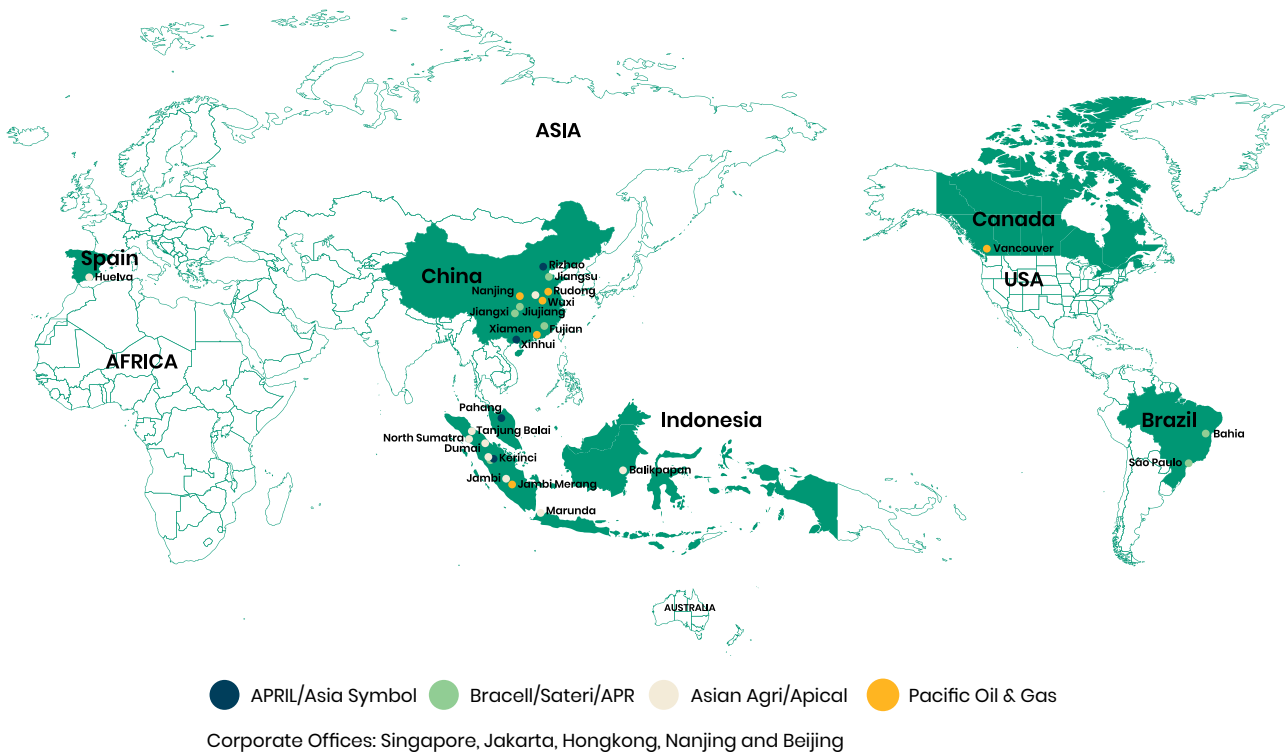 ASIA
Canada
Vancouver
USA
Spain
Huelva
China
Rizhao
Jiangsu
Nanjing
Rudong
Wuxi
Jiangxi
Jiujiang
Xiamen
Fujian
Xinhui
AFRICA
Pahang
Indonesia
Brazil
Tanjung Balai
North Sumatra
Bahia
Dumai
Kerinci
São Paulo
Balikpapan
Jambi
Jambi Merang
Marunda
AUSTRALIA
APRIL/Asia Symbol
Bracell/Sateri/APR
Asian Agri/Apical
Pacific Oil & Gas
Corporate Offices: Singapore, Jakarta, Hongkong, Nanjing and Beijing